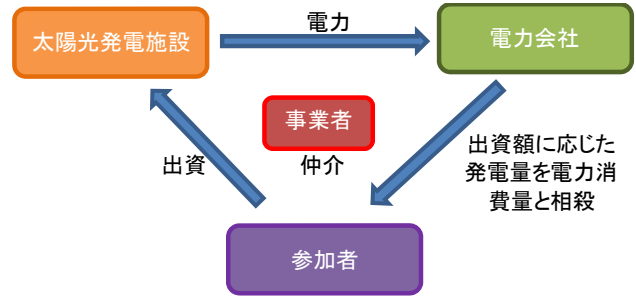 電力
太陽光発電施設
電力会社
事業者
仲介
出資
出資額に応じた
発電量を電力消
費量と相殺
参加者